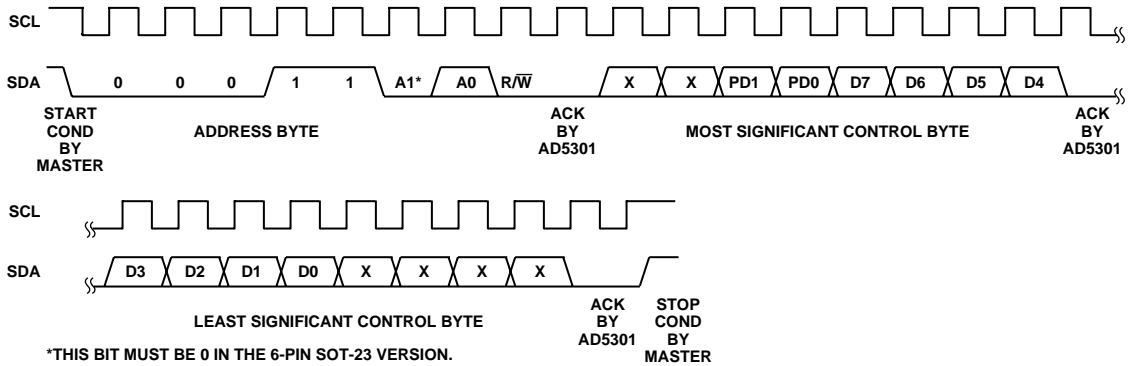 SCL
SDA 0 0 0 1 1 A1* A0 R/W̅ X X PD1 PD0 D7 D6 D5 D4
START COND BY MASTER
ADDRESS BYTE
ACK BY AD5301
MOST SIGNIFICANT CONTROL BYTE
ACK BY AD5301
SCL
SDA D3 D2 D1 D0 X X X X
LEAST SIGNIFICANT CONTROL BYTE
ACK BY AD5301
STOP COND BY MASTER
*THIS BIT MUST BE 0 IN THE 6-PIN SOT-23 VERSION.